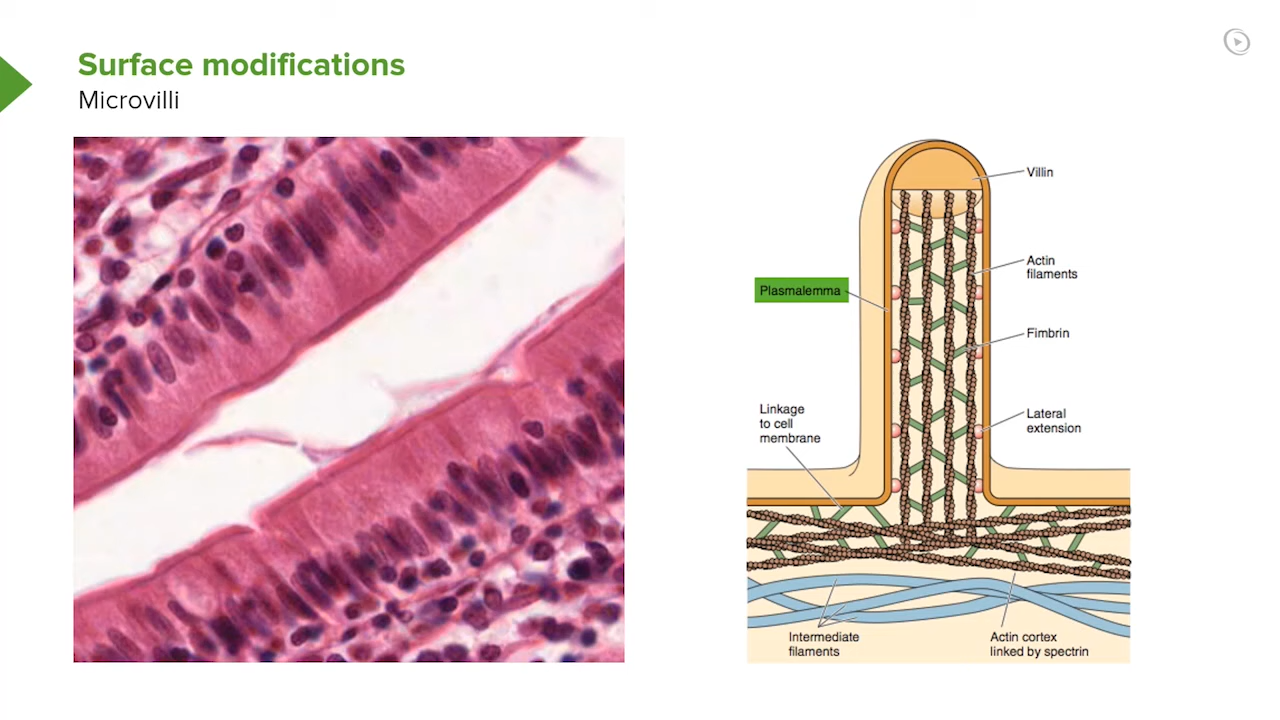 Surface modifications
Microvilli
Villin
Actin
filaments
Plasmalemma
Fimbrin
Linkage
to cell
membrane
Lateral
extension
Intermediate
filaments
Actin cortex
linked by spectrin